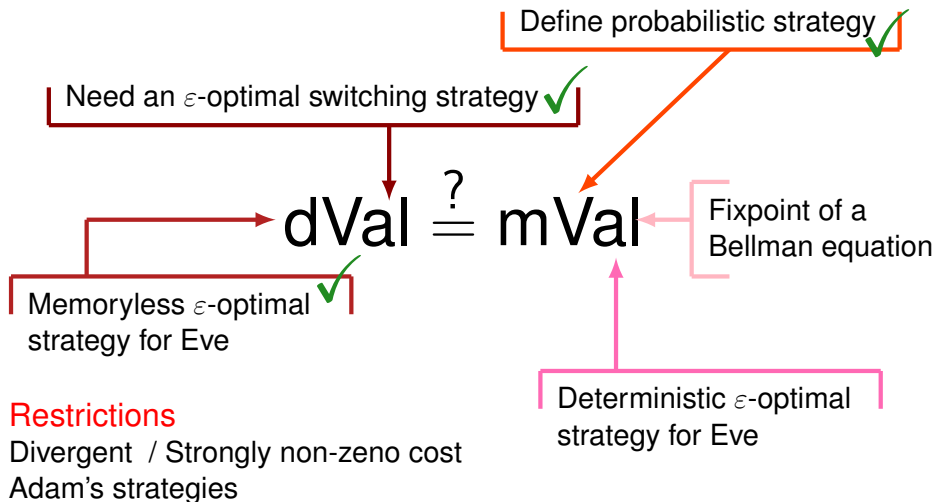 Define probabilistic strategy
Need an ε-optimal switching strategy
dVal ≟ mVal
Fixpoint of a
Bellman equation
Memoryless ε-optimal
strategy for Eve
Deterministic ε-optimal
strategy for Eve
Restrictions
Divergent / Strongly non-zeno cost
Adam's strategies